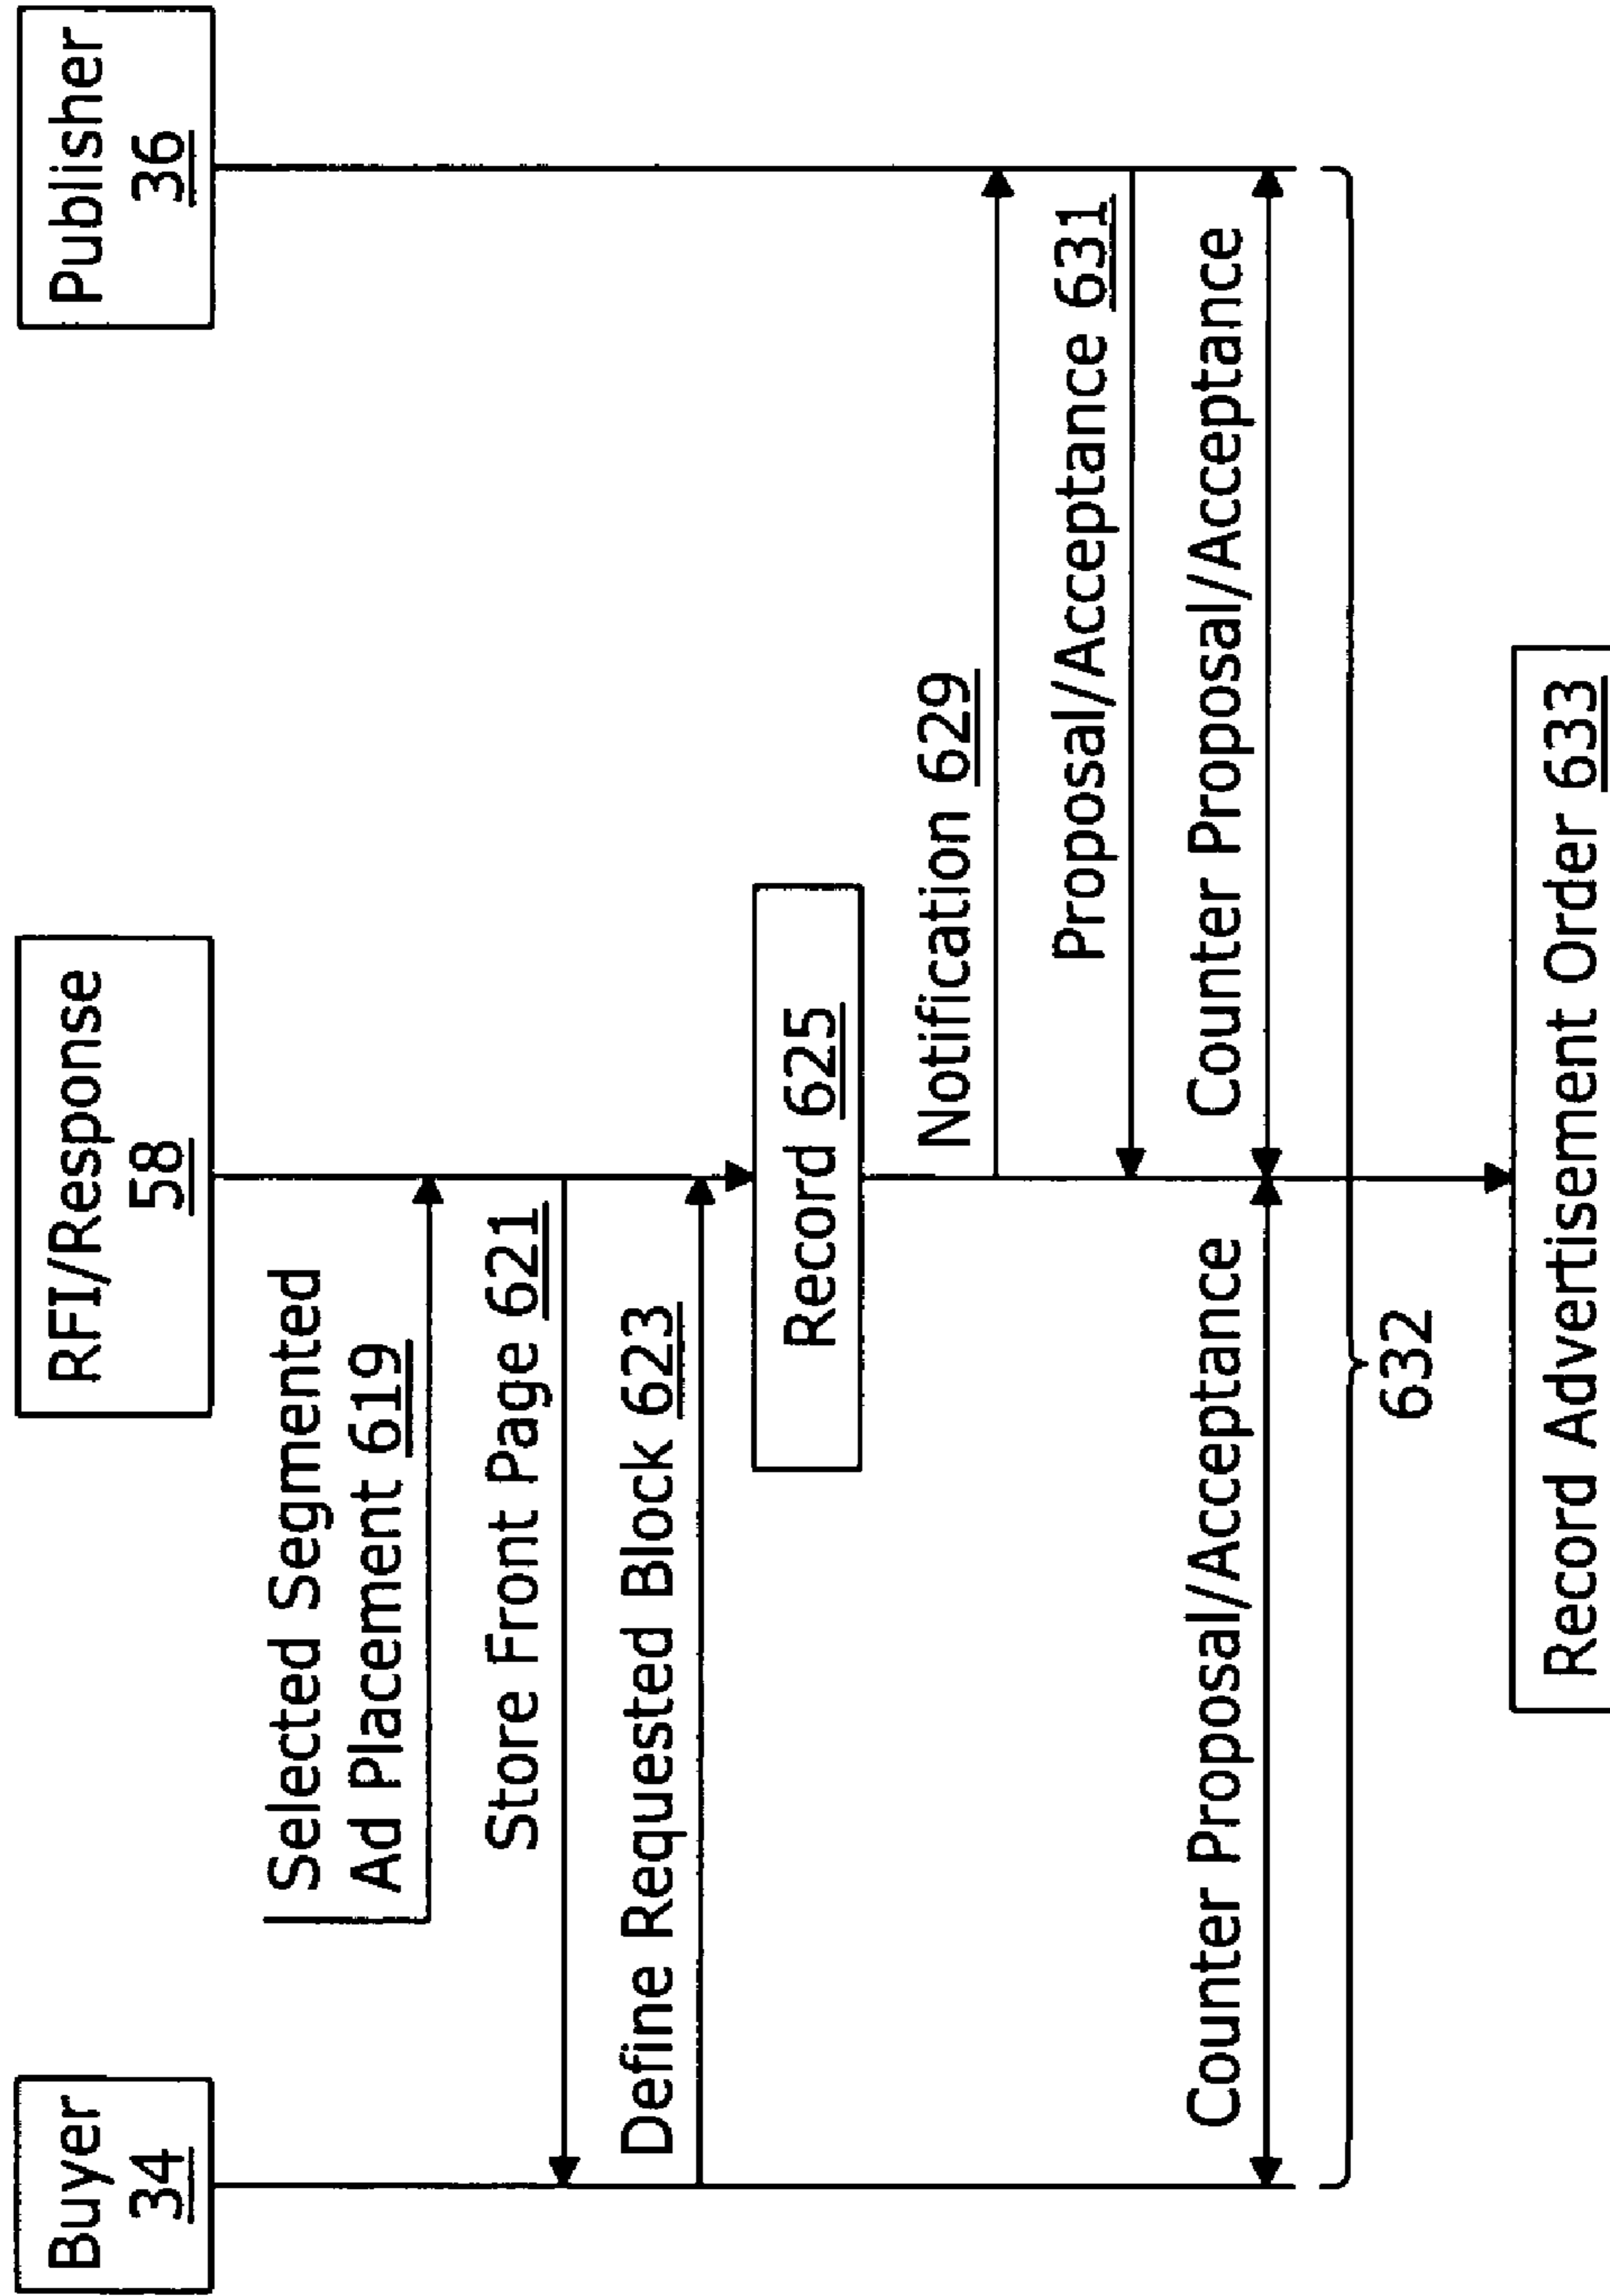 Buyer
34
RFI/Response
58
Publisher
36
Selected Segmented
Ad Placement 619
Store Front Page 621
Define Requested Block 623
Record 625
Notification 629
Proposal/Acceptance 631
Counter Proposal/Acceptance
Counter Proposal/Acceptance
632
Record Advertisement Order 633